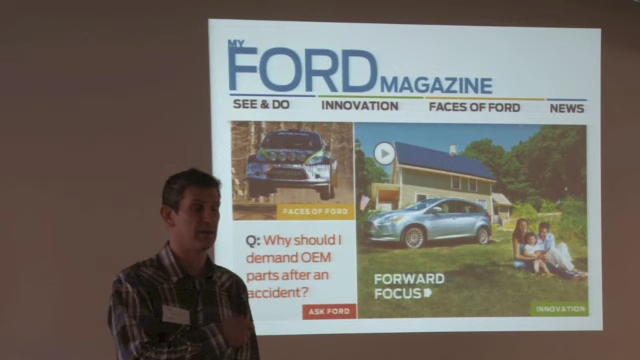 MY
FORD MAGAZINE
SEE & DO INNOVATION FACES OF FORD NEWS
FACES OF FORD
Q: Why should I
demand OEM
parts after an
accident?
ASK FORD
FORWARD
FOCUS
INNOVATION